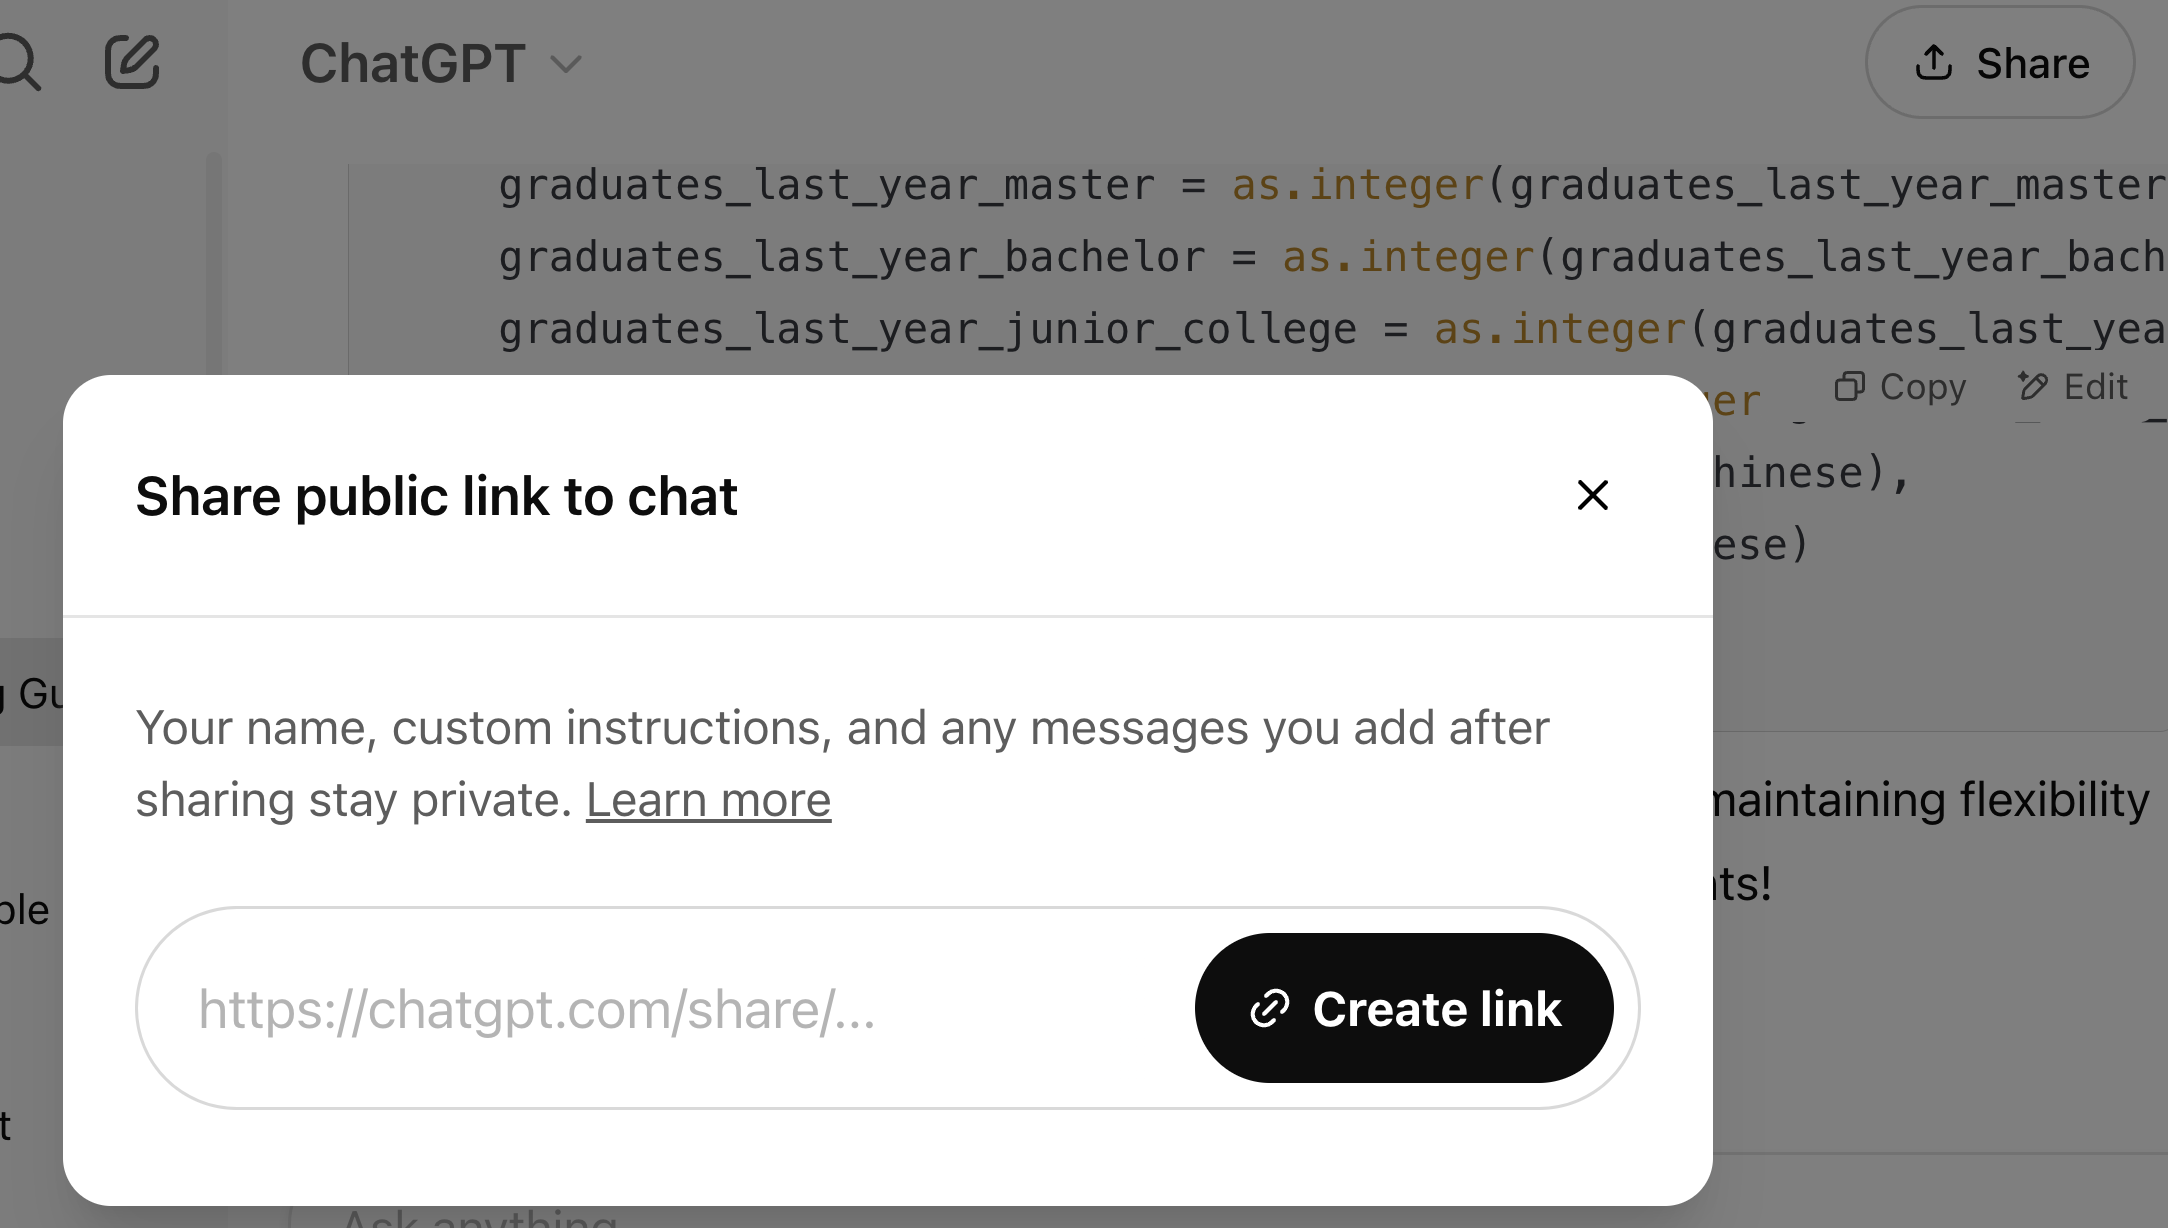 ChatGPT
Share
graduates_last_year_master = as.integer(graduates_last_year_master
graduates_last_year_bachelor = as.integer(graduates_last_year_bach
graduates_last_year_junior_college = as.integer(graduates_last_yea
er
Copy
Edit
hinese),
ese)
Share public link to chat
Gu
Your name, custom instructions, and any messages you add after
sharing stay private. Learn more
maintaining flexibility
ple
ts!
https://chatgpt.com/share/...
Create link
t
Ask anything